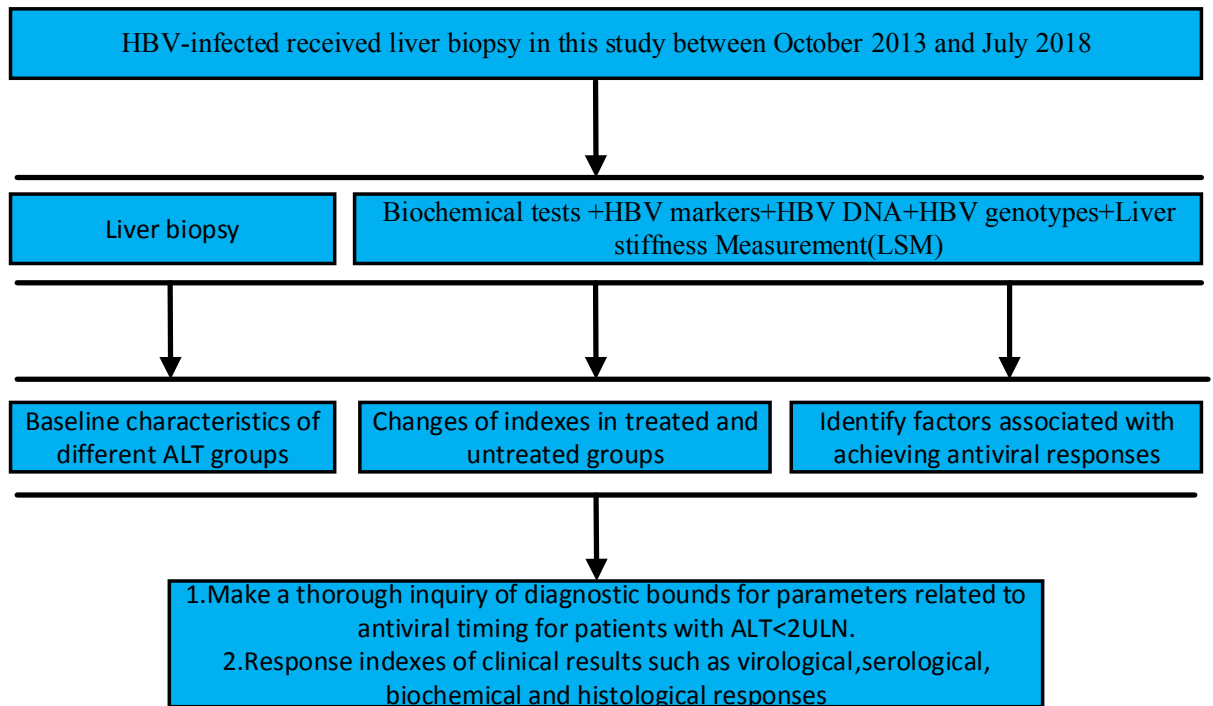 HBV-infected received liver biopsy in this study between October 2013 and July 2018
Liver biopsy
Biochemical tests +HBV markers+HBV DNA+HBV genotypes+Liver
stiffness Measurement(LSM)
Baseline characteristics of
different ALT groups
Changes of indexes in treated and
untreated groups
Identify factors associated with
achieving antiviral responses
1.Make a thorough inquiry of diagnostic bounds for parameters related to
antiviral timing for patients with ALT<2ULN.
2.Response indexes of clinical results such as virological,serological,
biochemical and histological responses